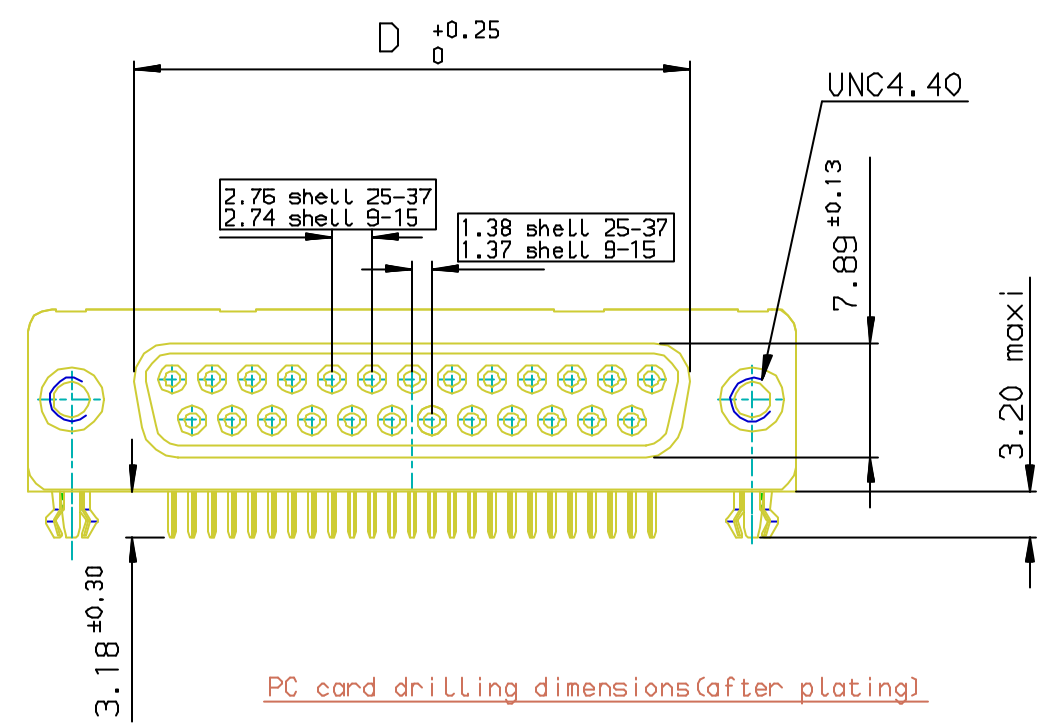 D +0.25
0
UNC4.40
2.76 shell 25-37
2.74 shell 9-15
1.38 shell 25-37
1.37 shell 9-15
7.89 ±0.13
3.20 maxi
3.18 ±0.30
PC card drilling dimensions(after plating)